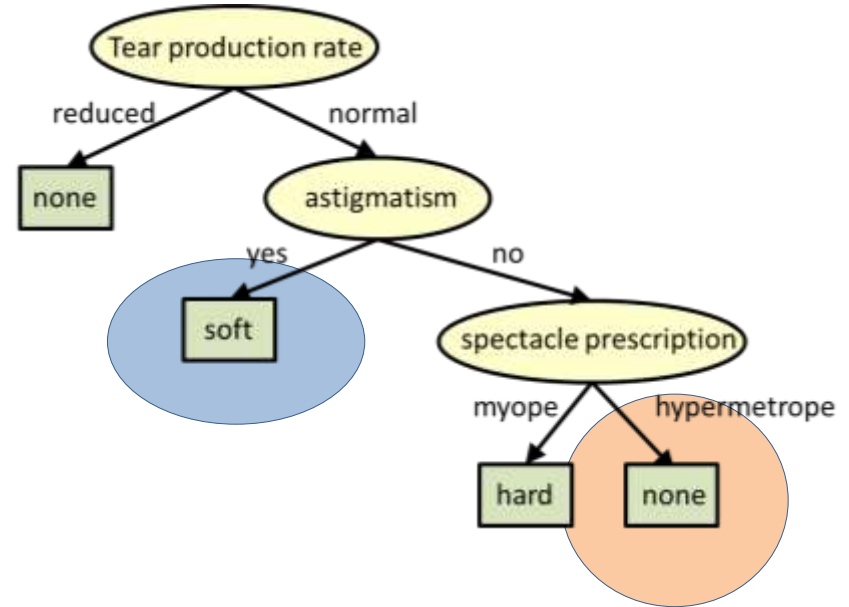 Tear production rate
reduced
normal
none
astigmatism
yes
no
soft
spectacle prescription
myope
hypermetrope
hard
none